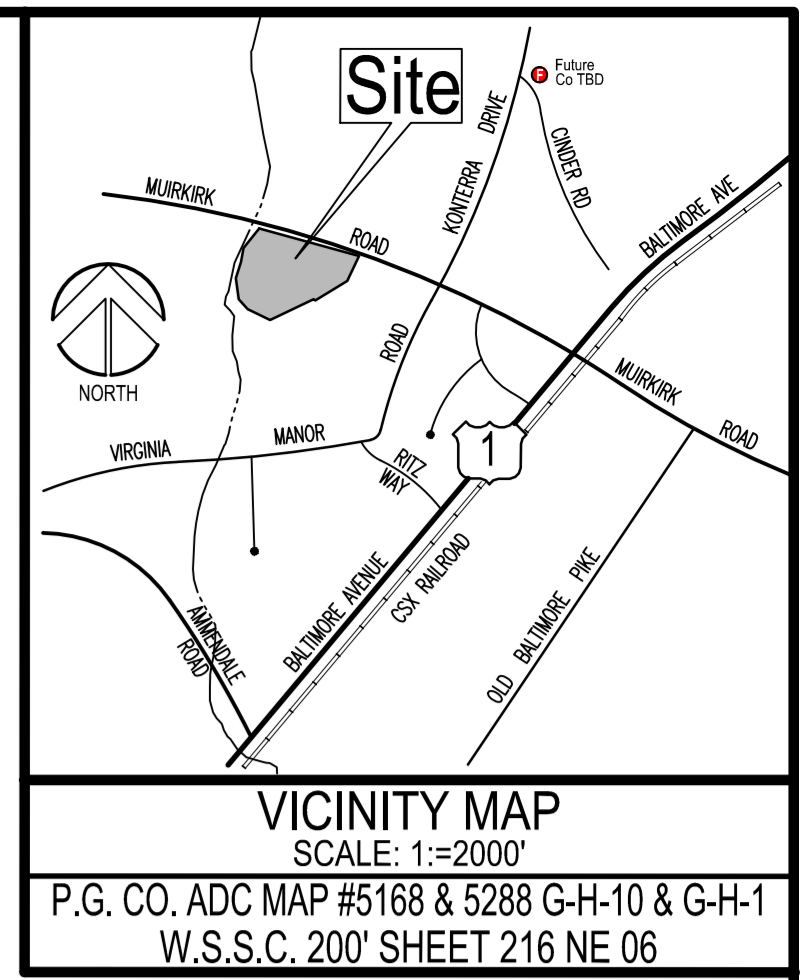 Site
Future
Co TBD
KONTERRA DRIVE
CINDER RD
BALTIMORE AVE
MUIRKIRK ROAD
NORTH
ROAD
MUIRKIRK ROAD
VIRGINIA MANOR
RITZ
WAY
1
BALTIMORE AVENUE
CSX RAILROAD
OLD BALTIMORE PIKE
AMMENDALE
ROAD
VICINITY MAP
SCALE: 1:=2000'
P.G. CO. ADC MAP #5168 & 5288 G-H-10 & G-H-1
W.S.S.C. 200' SHEET 216 NE 06
F